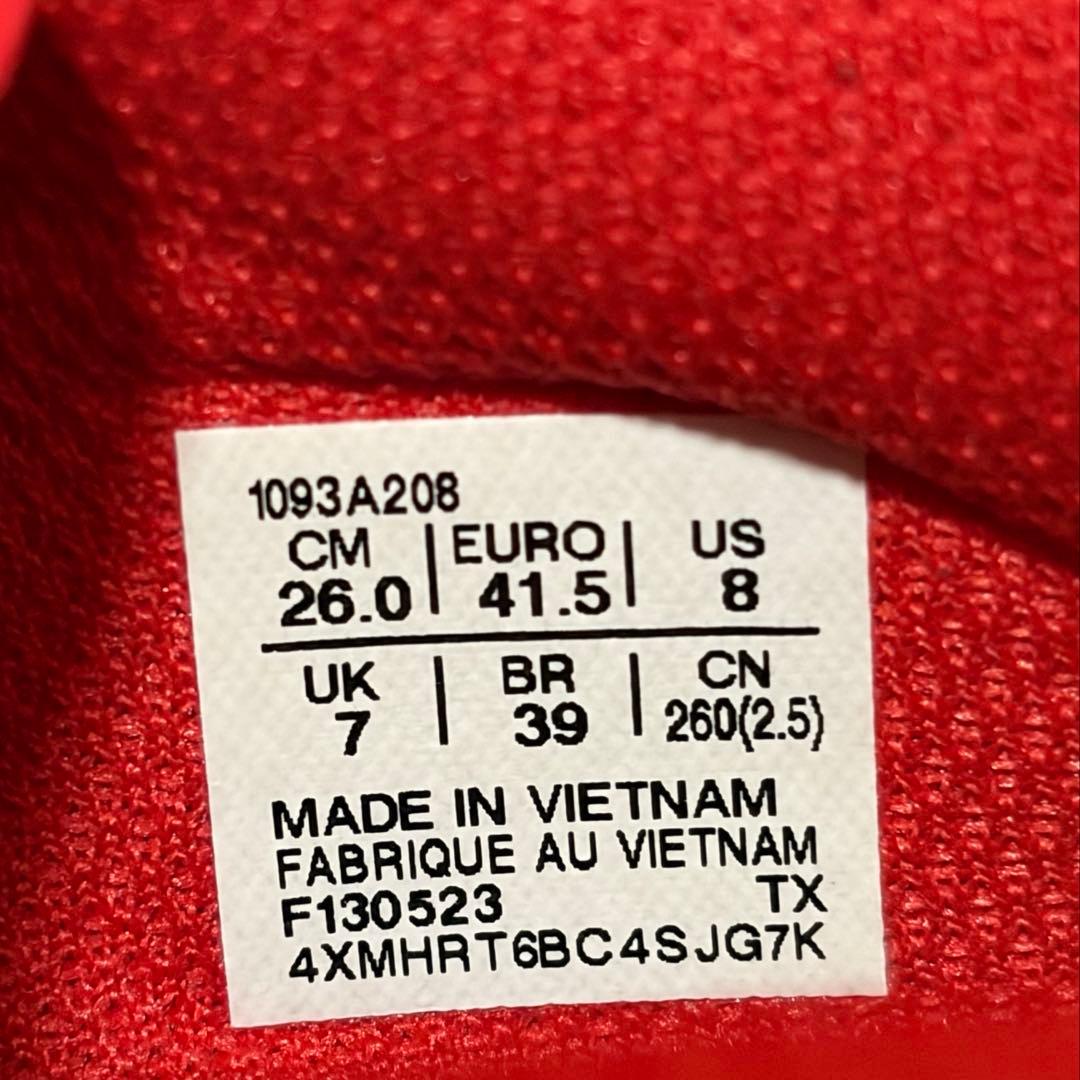 1093A208
CM | EURO | US
26.0 | 41.5 | 8
UK | BR | CN
7 | 39 | 260(2.5)
MADE IN VIETNAM
FABRIQUE AU VIETNAM
F130523 TX
4XMHRT6BC4SJG7K